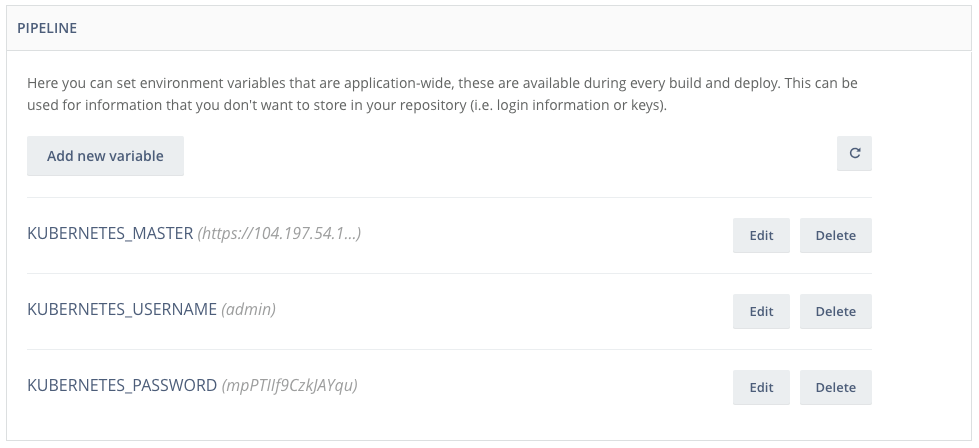 PIPELINE
Here you can set environment variables that are application-wide, these are available during every build and deploy. This can be
used for information that you don't want to store in your repository (i.e. login information or keys).
Add new variable
KUBERNETES_MASTER (https://104.197.54.1...) Edit Delete
KUBERNETES_USERNAME (admin) Edit Delete
KUBERNETES_PASSWORD Edit Delete